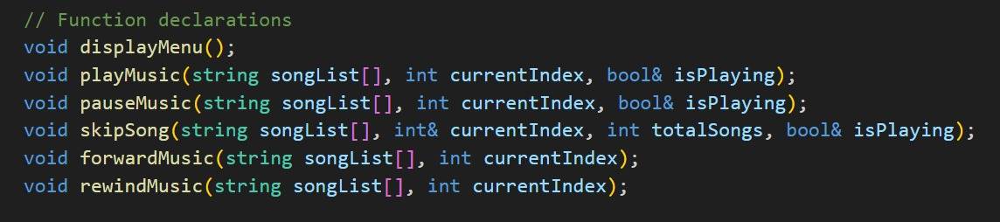 // Function declarations
void displayMenu();
void playMusic(string songList[], int currentIndex, bool& isPlaying);
void pauseMusic(string songList[], int currentIndex, bool& isPlaying);
void skipSong(string songList[], int& currentIndex, int totalSongs, bool& isPlaying);
void forwardMusic(string songList[], int currentIndex);
void rewindMusic(string songList[], int currentIndex);